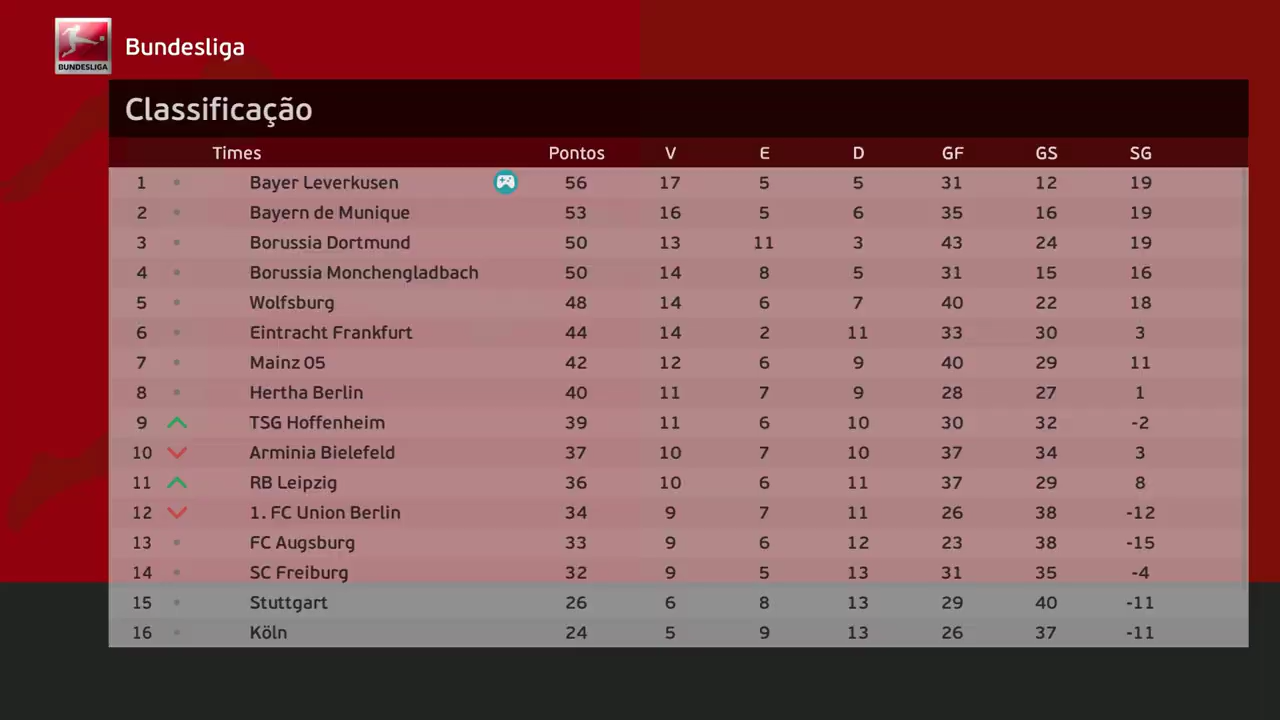 BUNDESLIGA
Bundesliga
Classificação
Times Pontos V E D GF GS SG
1 Bayer Leverkusen 56 17 5 5 31 12 19
2 Bayern de Munique 53 16 5 6 35 16 19
3 Borussia Dortmund 50 13 11 3 43 24 19
4 Borussia Monchengladbach 50 14 8 5 31 15 16
5 Wolfsburg 48 14 6 7 40 22 18
6 Eintracht Frankfurt 44 14 2 11 33 30 3
7 Mainz 05 42 12 6 9 40 29 11
8 Hertha Berlin 40 11 7 9 28 27 1
9 TSG Hoffenheim 39 11 6 10 30 32 -2
10 Arminia Bielefeld 37 10 7 10 37 34 3
11 RB Leipzig 36 10 6 11 37 29 8
12 1. FC Union Berlin 34 9 7 11 26 38 -12
13 FC Augsburg 33 9 6 12 23 38 -15
14 SC Freiburg 32 9 5 13 31 35 -4
15 Stuttgart 26 6 8 13 29 40 -11
16 Köln 24 5 9 13 26 37 -11